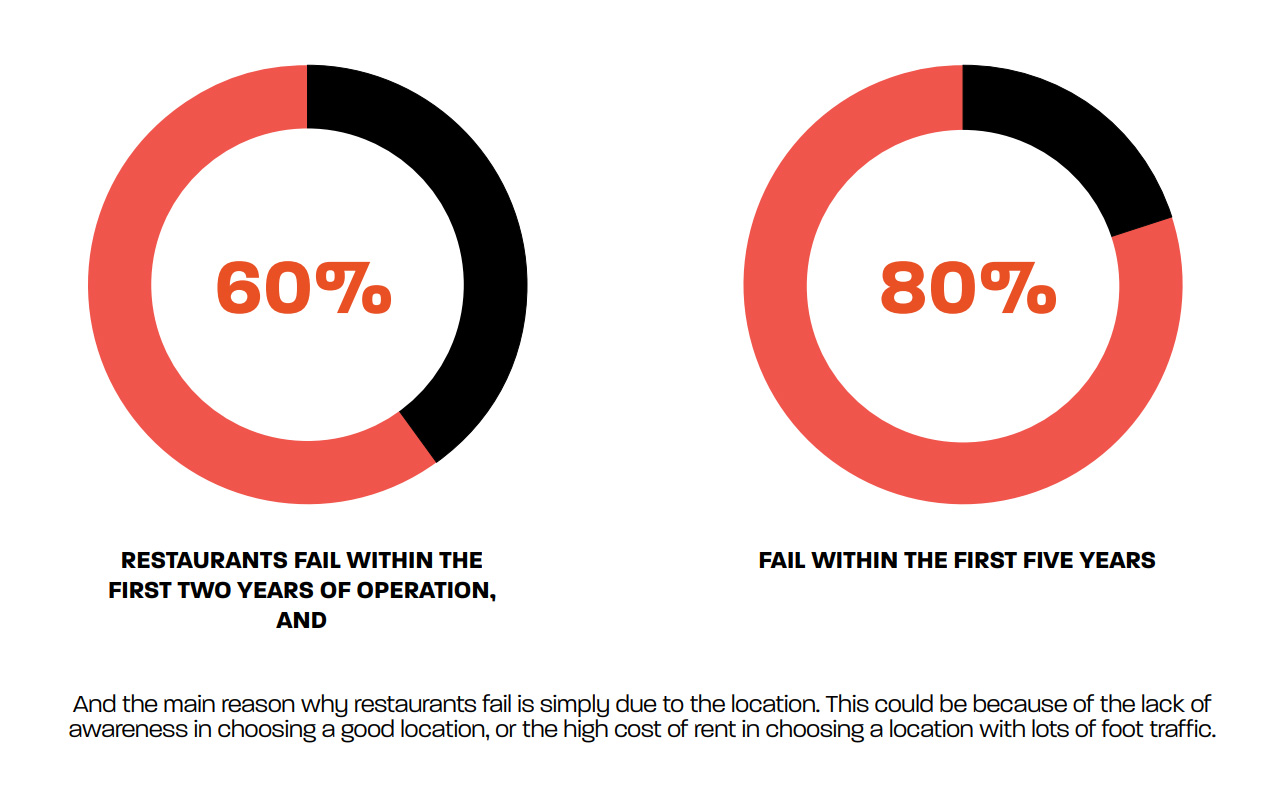 60%
RESTAURANTS FAIL WITHIN THE
FIRST TWO YEARS OF OPERATION,
AND
80%
FAIL WITHIN THE FIRST FIVE YEARS
And the main reason why restaurants fail is simply due to the location. This could be because of the lack of
awareness in choosing a good location, or the high cost of rent in choosing a location with lots of foot traffic.